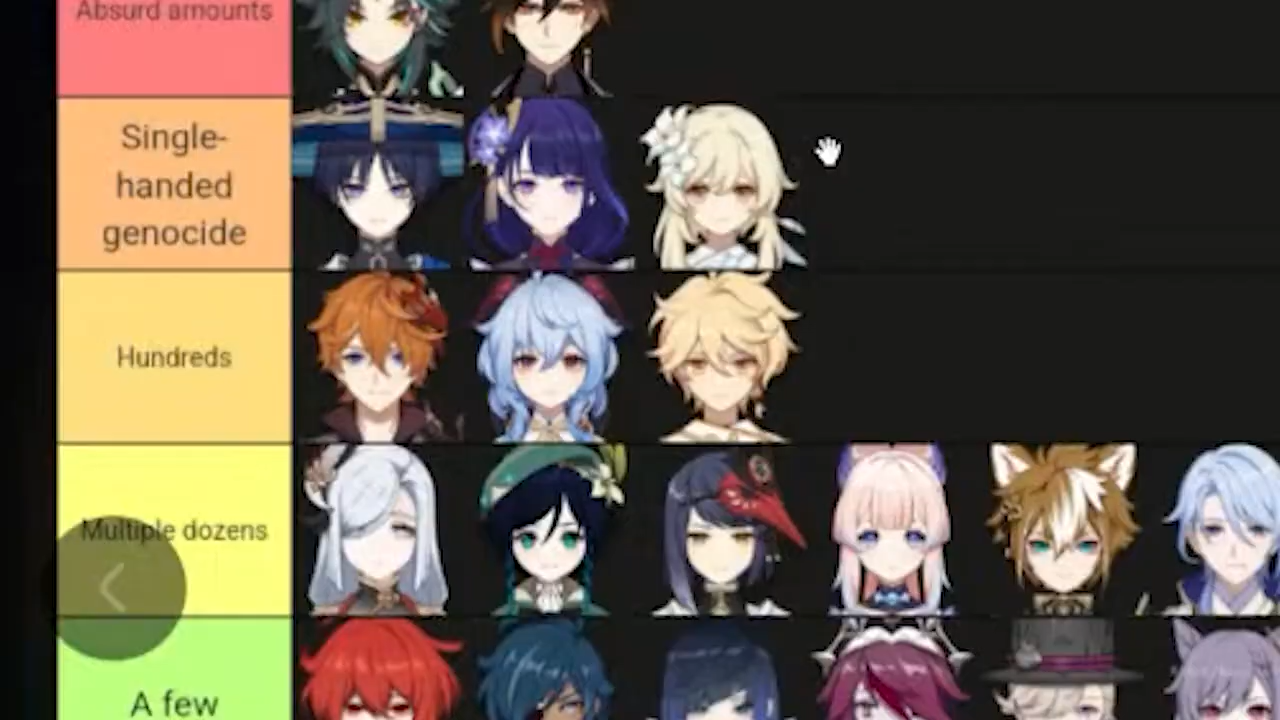 Absurd amounts
Single-
handed
genocide
Hundreds
Multiple dozens
A few